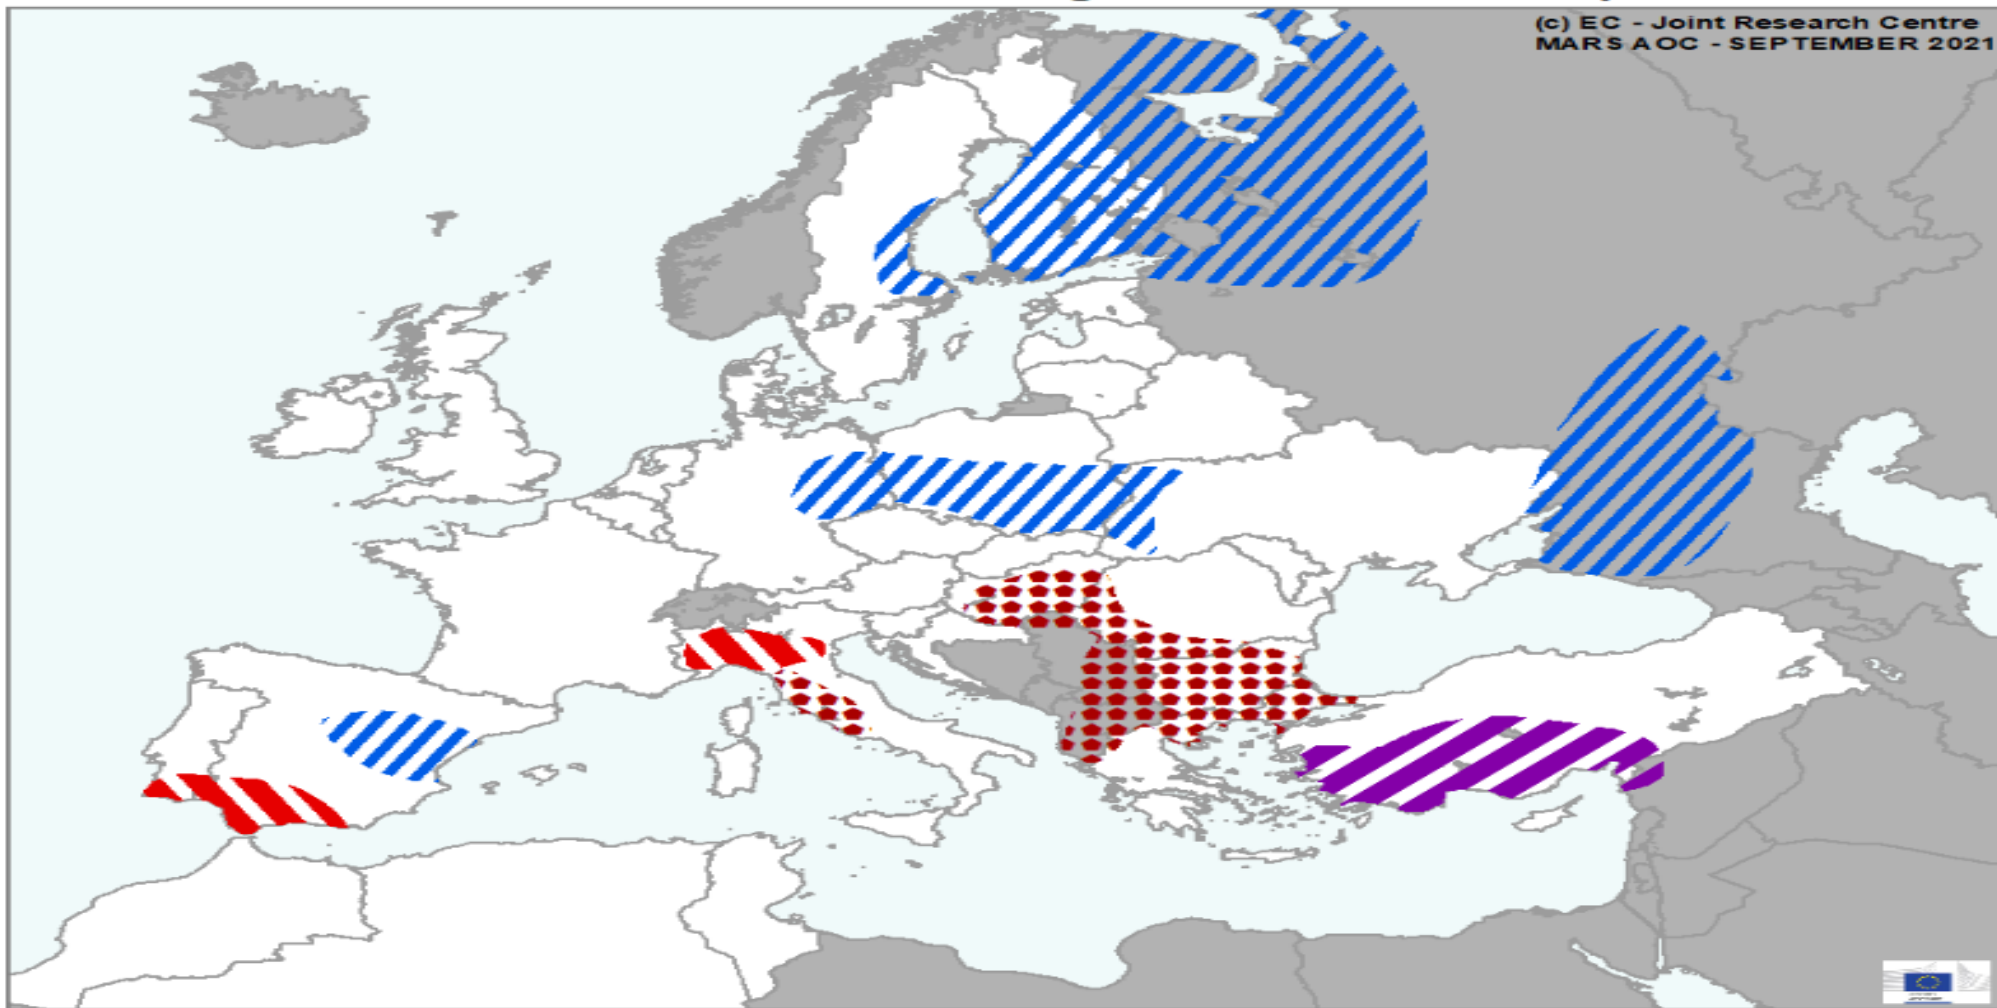 (c) EC - Joint Research Centre
MARS AOC - SEPTEMBER 2021